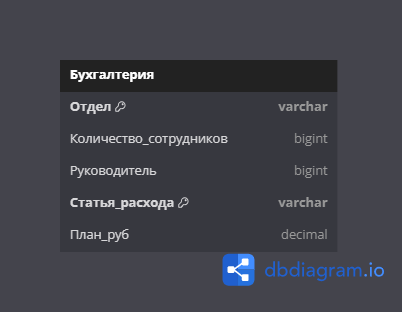 Бухгалтерия
Отдел varchar
Количество_сотрудников bigint
Руководитель bigint
Статья_расхода varchar
План_руб decimal
dbdiagram.io